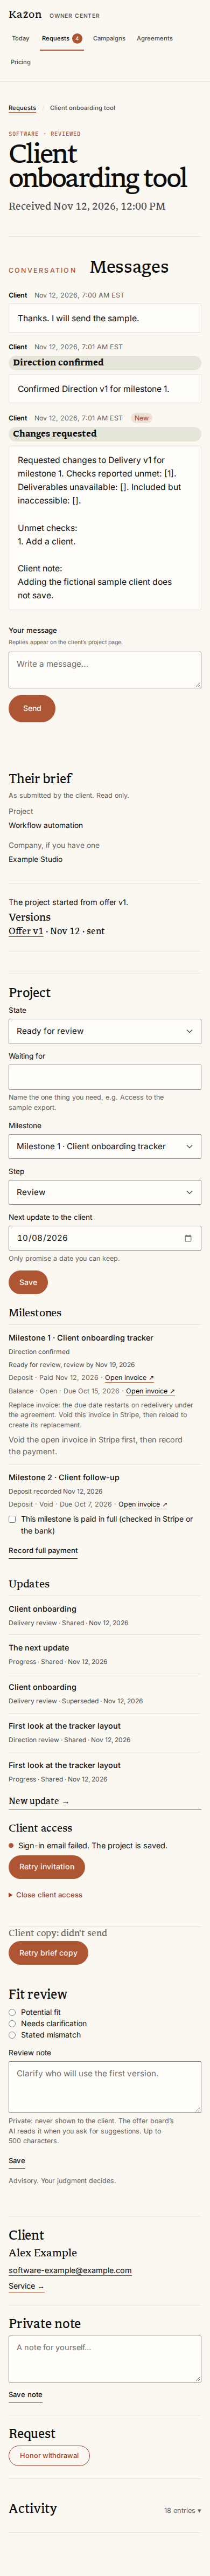 Kazon OWNER CENTER
Today Requests 4 Campaigns Agreements
Pricing
Requests / Client onboarding tool
SOFTWARE · REVIEWED
Client
onboarding tool
Received Nov 12, 2026, 12:00 PM
CONVERSATION Messages
Client Nov 12, 2026, 7:00 AM EST
Thanks. I will send the sample.
Client Nov 12, 2026, 7:01 AM EST
Direction confirmed
Confirmed Direction v1 for milestone 1.
Client Nov 12, 2026, 7:01 AM EST New
Changes requested
Requested changes to Delivery v1 for
milestone 1. Checks reported unmet: [1].
Deliverables unavailable: []. Included but
inaccessible: [].
Unmet checks:
1. Add a client.
Client note:
Adding the fictional sample client does
not save.
Your message
Replies appear on the client's project page.
Write a message...
Send
Their brief
As submitted by the client. Read only.
Project
Workflow automation
Company, if you have one
Example Studio
The project started from offer v1.
Versions
Offer v1 · Nov 12 · sent
Project
State
Ready for review
Waiting for
Name the one thing you need, e.g. Access to the
sample export.
Milestone
Milestone 1 · Client onboarding tracker
Step
Review
Next update to the client
10/08/2026
Only promise a date you can keep.
Save
Milestones
Milestone 1 · Client onboarding tracker
Direction confirmed
Ready for review, review by Nov 19, 2026
Deposit · Paid Nov 12, 2026 · Open invoice ↗
Balance · Open · Due Oct 15, 2026 · Open invoice ↗
Replace invoice: the due date restarts on redelivery under
the agreement. Void this invoice in Stripe, then reload to
create its replacement.
Void the open invoice in Stripe first, then record
the payment.
Milestone 2 · Client follow-up
Deposit recorded Nov 12, 2026
Deposit · Void · Due Oct 7, 2026 · Open invoice ↗
This milestone is paid in full (checked in Stripe or
the bank)
Record full payment
Updates
Client onboarding
Delivery review · Shared · Nov 12, 2026
The next update
Progress · Shared · Nov 12, 2026
Client onboarding
Delivery review · Superseded · Nov 12, 2026
First look at the tracker layout
Direction review · Shared · Nov 12, 2026
First look at the tracker layout
Progress · Shared · Nov 12, 2026
New update →
Client access
Sign-in email failed. The project is saved.
Retry invitation
Close client access
Client copy: didn't send
Retry brief copy
Fit review
Potential fit
Needs clarification
Stated mismatch
Review note
Clarify who will use the first version.
Private: never shown to the client. The offer board's
AI reads it when you ask for suggestions. Up to
500 characters.
Save
Advisory. Your judgment decides.
Client
Alex Example
software-example@example.com
Service →
Private note
A note for yourself...
Save note
Request
Honor withdrawal
Activity 18 entries ▾